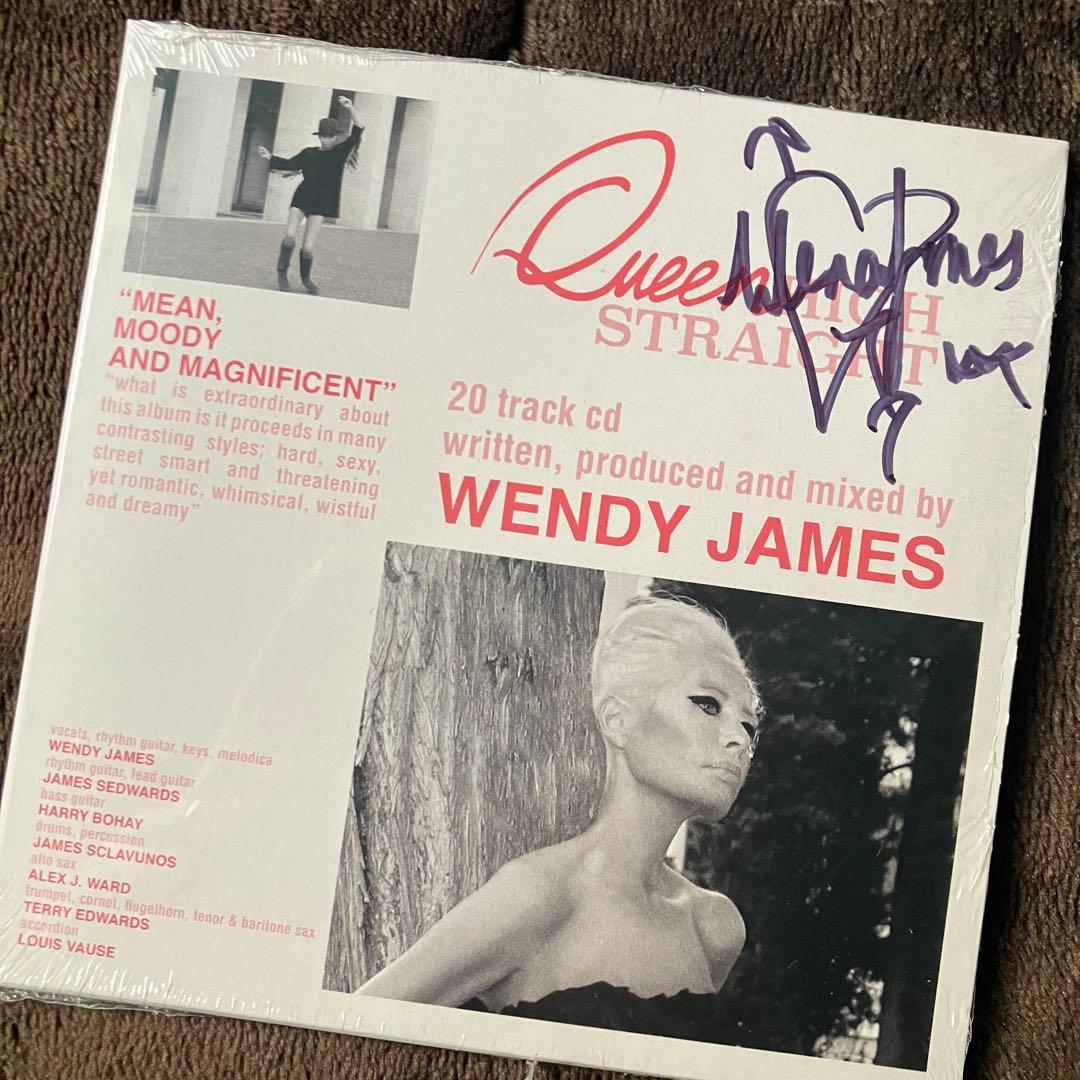 Queen HIGH
STRAIGHT
Wendy James
"MEAN,
MOODY
AND MAGNIFICENT"
"what is extraordinary about
this album is it proceeds in many
contrasting styles; hard, sexy,
street smart and threatening
yet romantic, whimsical, wistful
and dreamy"
20 track cd
written, produced and mixed by
WENDY JAMES
vocals, rhythm guitar, keys, melodica
WENDY JAMES
rhythm guitar, lead guitar
JAMES SEDWARDS
bass guitar
HARRY BOHAY
drums, percussion
JAMES SCLAVUNOS
alto sax
ALEX J. WARD
trumpet, cornet, flugelhorn, tenor & baritone sax
TERRY EDWARDS
accordion
LOUIS VAUSE